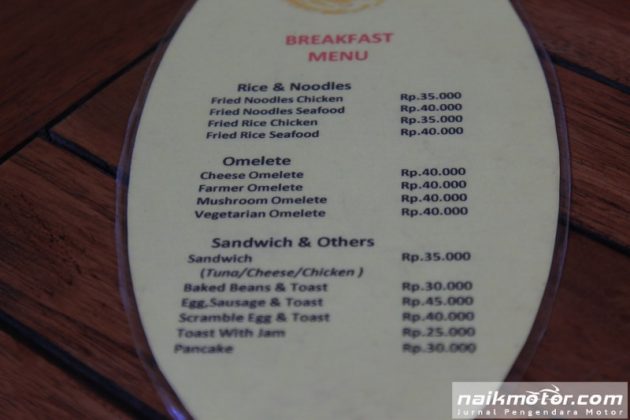 BREAKFAST
MENU
Rice & Noodles
Fried Noodles Chicken Rp.35.000
Fried Noodles Seafood Rp.40.000
Fried Rice Chicken Rp.35.000
Fried Rice Seafood Rp.40.000
Omelete
Cheese Omelete Rp.40.000
Farmer Omelete Rp.40.000
Mushroom Omelete Rp.40.000
Vegetarian Omelete Rp.40.000
Sandwich & Others
Sandwich Rp.35.000
(Tuna/Cheese/Chicken )
Baked Beans & Toast Rp.30.000
Egg,Sausage & Toast Rp.45.000
Scramble Egg & Toast Rp.40.000
Toast With Jam Rp.25.000
Pancake Rp.30.000
naikmotor.com
Jurnal Pengendara Motor